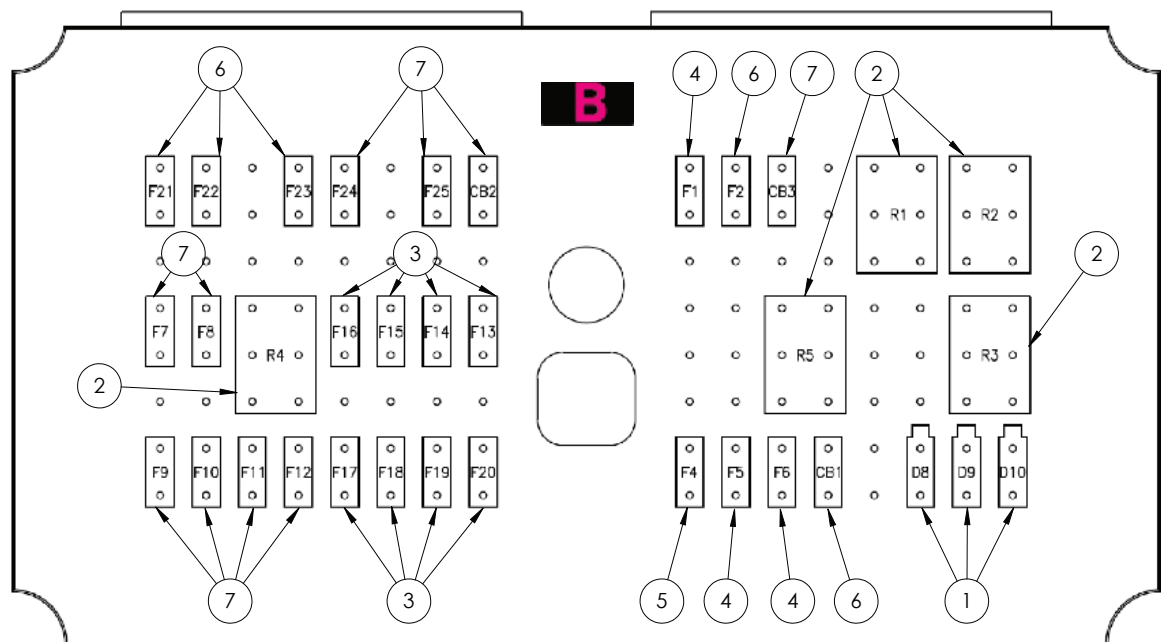 6 7 4 6 7 2
B
F21 F22 F23 F24 F25 CB2 F1 F2 CB3 R1 R2
7 3 2
F7 F8 R4 F16 F15 F14 F13 R5 R3
2
F9 F10 F11 F12 F17 F18 F19 F20 F4 F5 F6 CB1 D8 D9 D10
7 3 5 4 4 6 1